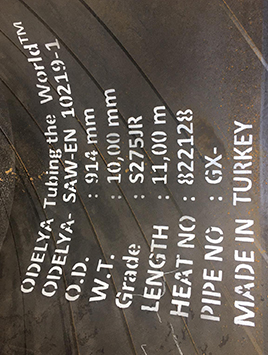 ODELYA Tubing the World™
ODELYA- SAW-EN 10219-1
O.D. : 914 mm
W.T. : 10,00 mm
Grade : S275JR
LENGTH : 11,00 m
HEAT NO : 822128
PIPE NO : GX-
MADE IN TURKEY